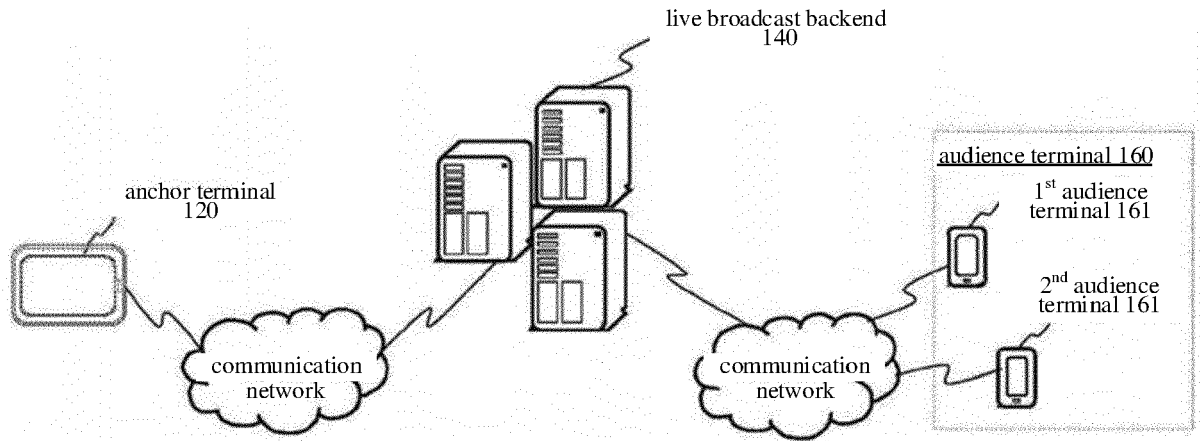 live broadcast backend
140
anchor terminal
120
communication
network
communication
network
audience terminal 160
1st audience
terminal 161
2nd audience
terminal 161